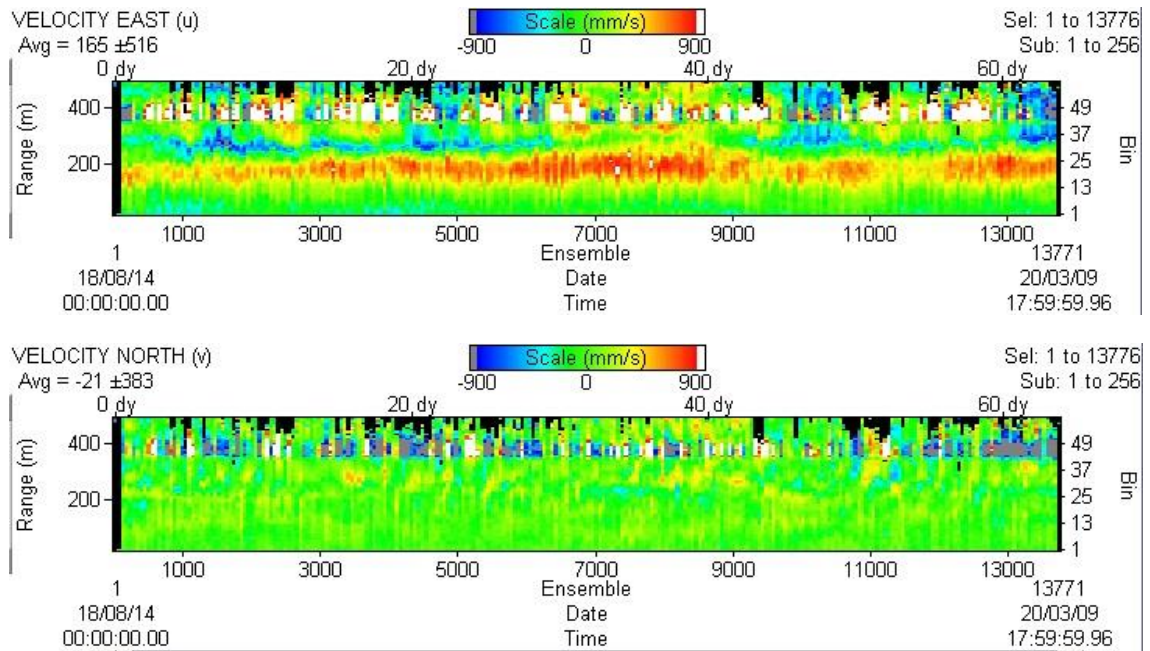 VELOCITY EAST (u) Scale (mm/s) Sel: 1 to 13776
Avg = 165 ±516 -900 0 900 Sub: 1 to 256
0 dy 20 dy 40 dy 60 dy
Range (m) 400 200
49 37 25 13 1 Bin
1000 3000 5000 7000 9000 11000 13000
1 Ensemble 13771
18/08/14 Date 20/03/09
00:00:00.00 Time 17:59:59.96
VELOCITY NORTH (v) Scale (mm/s) Sel: 1 to 13776
Avg = -21 ±383 -900 0 900 Sub: 1 to 256
0 dy 20 dy 40 dy 60 dy
Range (m) 400 200
49 37 25 13 1 Bin
1000 3000 5000 7000 9000 11000 13000
1 Ensemble 13771
18/08/14 Date 20/03/09
00:00:00.00 Time 17:59:59.96